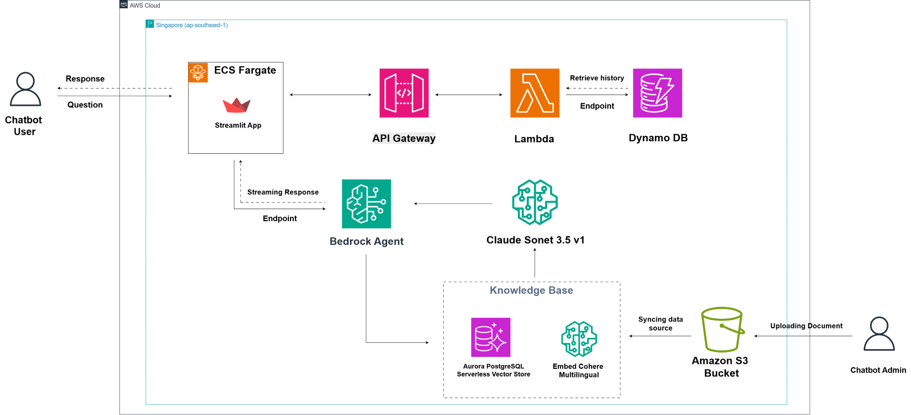 AWS Cloud
Singapore (ap-southeast-1)
ECS Fargate
Streamlit App
Response
Question
Chatbot
User
API Gateway
Lambda
Retrieve history
Endpoint
Dynamo DB
Streaming Response
Endpoint
Bedrock Agent
Claude Sonet 3.5 v1
Knowledge Base
Aurora PostgreSQL
Serverless Vector Store
Embed Cohere
Multilingual
Syncing data
source
Amazon S3
Bucket
Uploading Document
Chatbot Admin